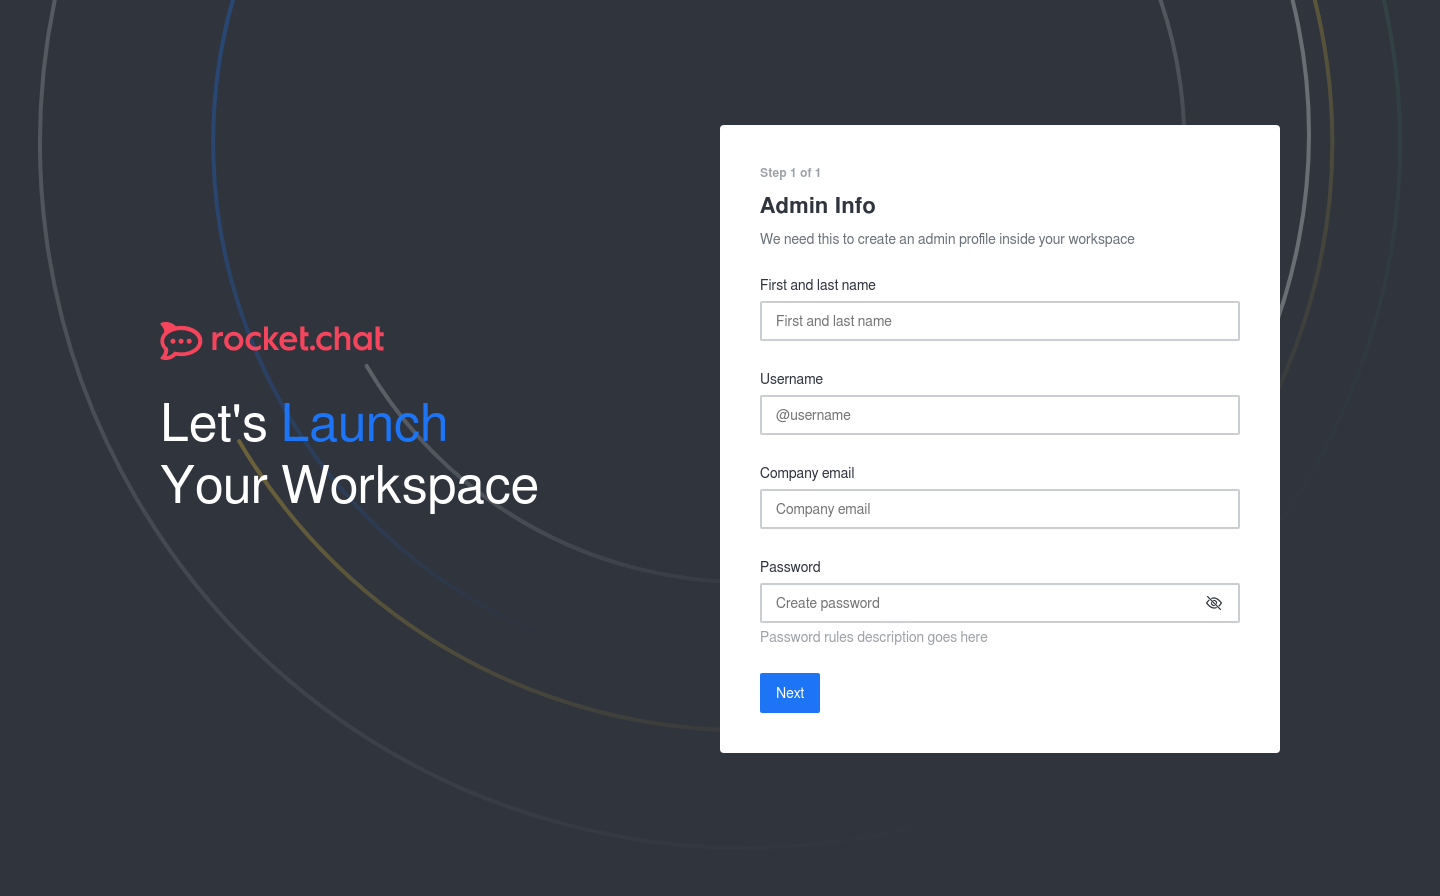 rocket.chat
Let's Launch
Your Workspace
Step 1 of 1
Admin Info
We need this to create an admin profile inside your workspace
First and last name
First and last name
Username
@username
Company email
Company email
Password
Create password
Password rules description goes here
Next